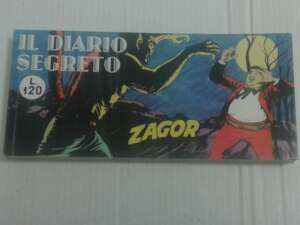 IL DIARIO
SEGRETO
L.
120
ZAGOR